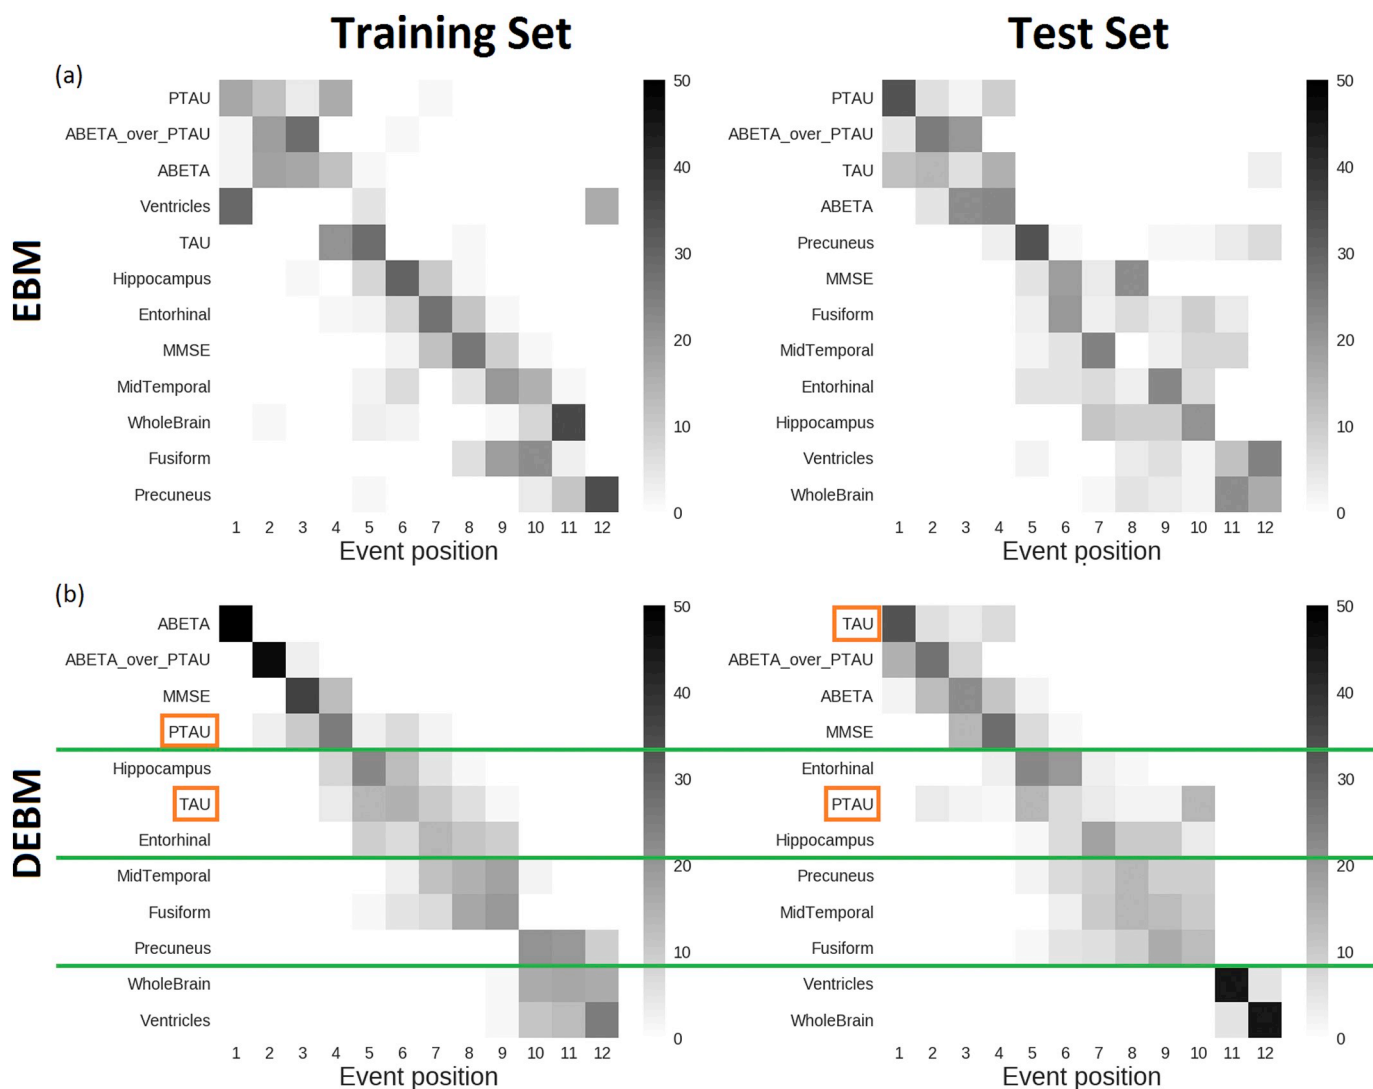 Training Set
Test Set
(a)
EBM
PTAU
ABETA_over_PTAU
ABETA
Ventricles
TAU
Hippocampus
Entorhinal
MMSE
MidTemporal
WholeBrain
Fusiform
Precuneus
1 2 3 4 5 6 7 8 9 10 11 12
Event position
50
40
30
20
10
0
PTAU
ABETA_over_PTAU
TAU
ABETA
Precuneus
MMSE
Fusiform
MidTemporal
Entorhinal
Hippocampus
Ventricles
WholeBrain
1 2 3 4 5 6 7 8 9 10 11 12
Event position
50
40
30
20
10
0
(b)
DEBM
ABETA
ABETA_over_PTAU
MMSE
PTAU
Hippocampus
TAU
Entorhinal
MidTemporal
Fusiform
Precuneus
WholeBrain
Ventricles
1 2 3 4 5 6 7 8 9 10 11 12
Event position
50
40
30
20
10
0
TAU
ABETA_over_PTAU
ABETA
MMSE
Entorhinal
PTAU
Hippocampus
Precuneus
MidTemporal
Fusiform
Ventricles
WholeBrain
1 2 3 4 5 6 7 8 9 10 11 12
Event position
50
40
30
20
10
0